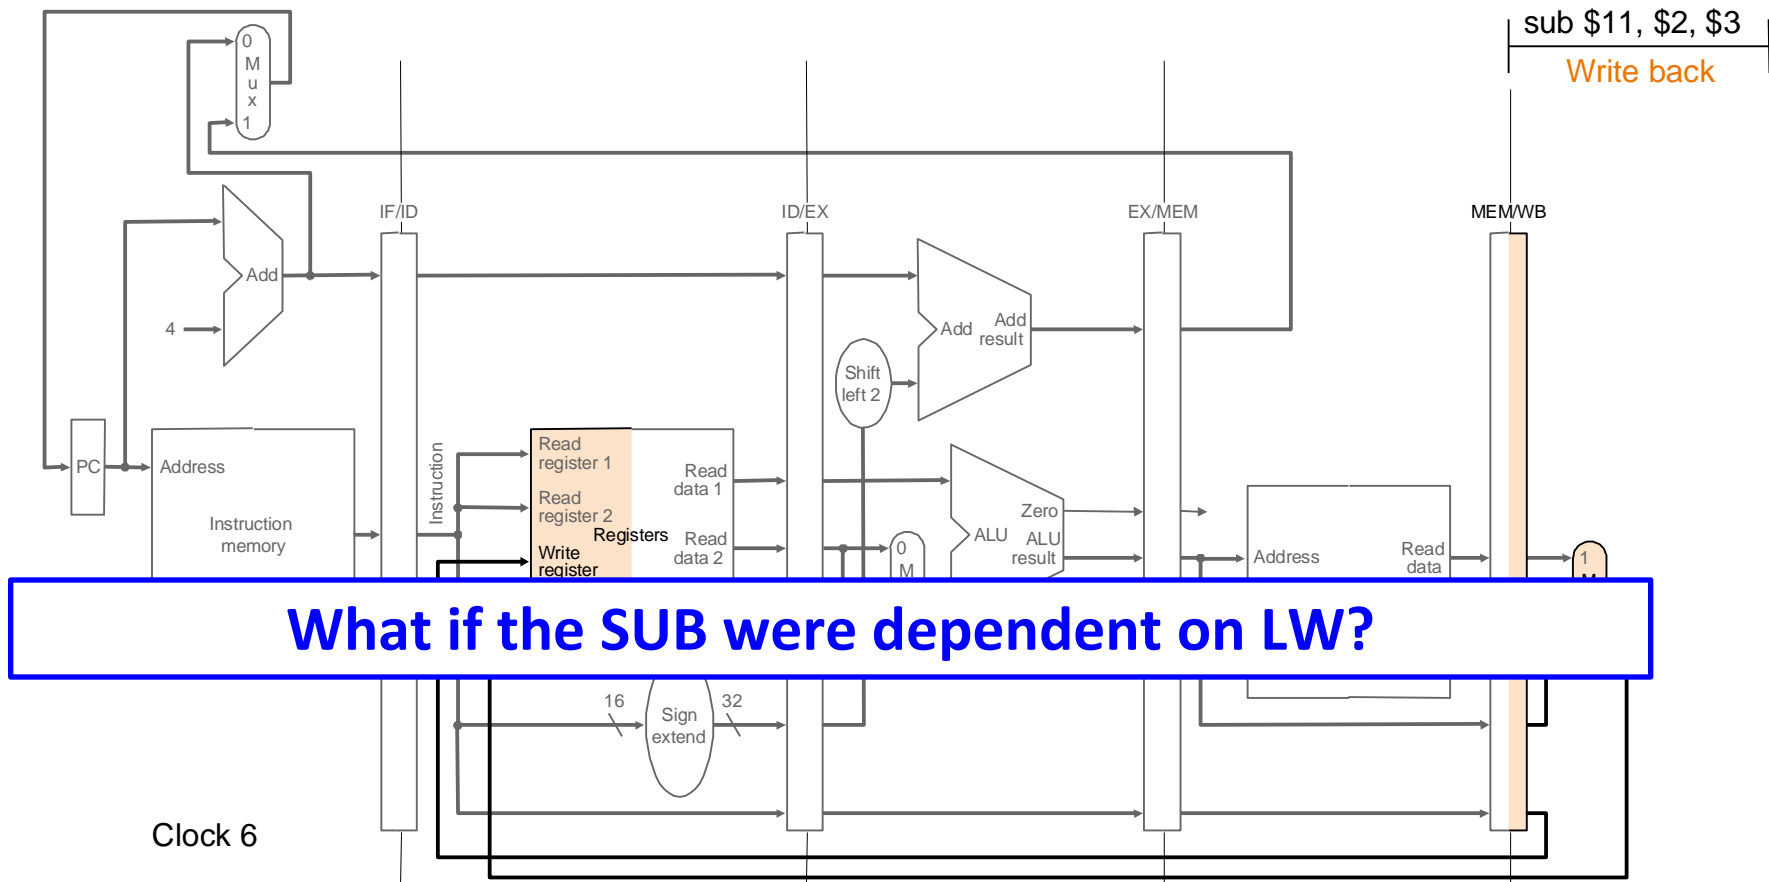 sub $11, $2, $3
Write back
0
M
u
x
1
IF/ID
ID/EX
EX/MEM
MEM/WB
Add
4
Add
Add
result
Shift
left 2
PC
Address
Instruction
memory
Instruction
Read
register 1
Read
register 2
Registers
Write
register
Read
data 1
Read
data 2
0
M
Zero
ALU
ALU
result
Address
Read
data
1
M
What if the SUB were dependent on LW?
16
Sign
extend
32
Clock 6